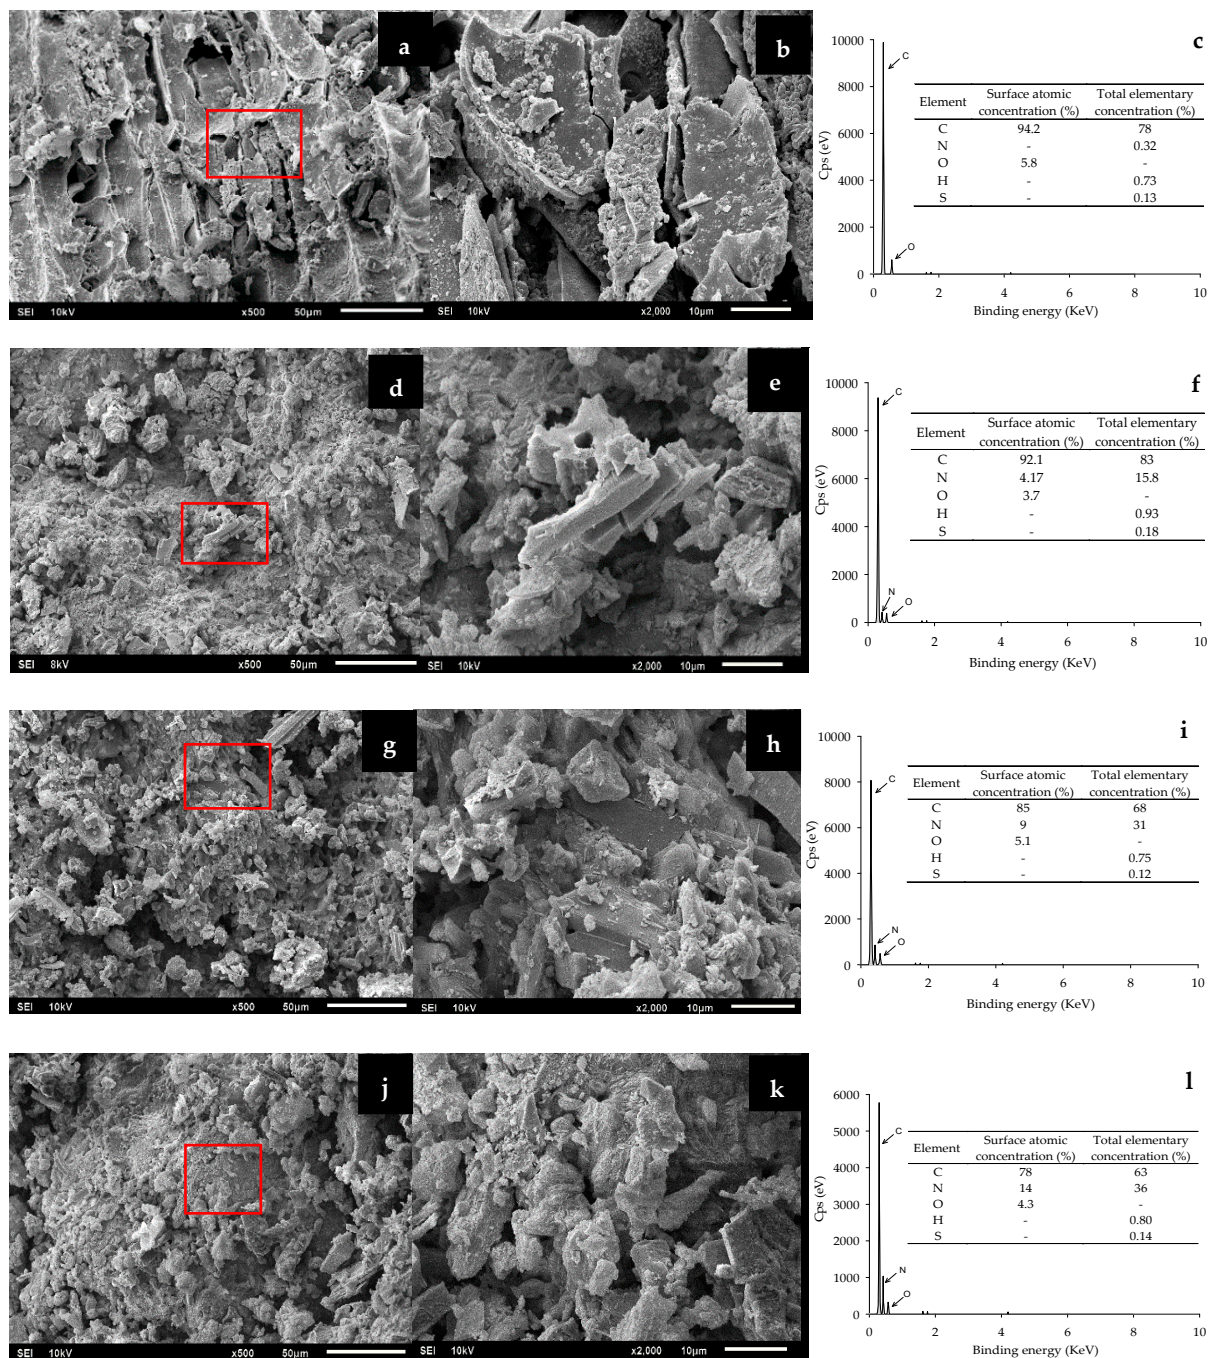 a
SEI 10kV x500 50µm
b
SEI 10kV x2,000 10µm
c
10000
8000
6000
4000
2000
0
Cps (eV)
C
O
Element Surface atomic concentration (%) Total elementary concentration (%)
C 94.2 78
N - 0.32
O 5.8 -
H - 0.73
S - 0.13
0 2 4 6 8 10
Binding energy (KeV)
d
SEI 8kV x500 50µm
e
SEI 10kV x2,000 10µm
f
10000
8000
6000
4000
2000
0
Cps (eV)
C
N
O
Element Surface atomic concentration (%) Total elementary concentration (%)
C 92.1 83
N 4.17 15.8
O 3.7 -
H - 0.93
S - 0.18
0 2 4 6 8 10
Binding energy (KeV)
g
SEI 10kV x500 50µm
h
SEI 10kV x2,000 10µm
i
10000
8000
6000
4000
2000
0
Cps (eV)
C
N
O
Element Surface atomic concentration (%) Total elementary concentration (%)
C 85 68
N 9 31
O 5.1 -
H - 0.75
S - 0.12
0 2 4 6 8 10
Binding energy (KeV)
j
SEI 10kV x500 50µm
k
SEI 10kV x2,000 10µm
l
6000
5000
4000
3000
2000
1000
0
Cps (eV)
C
N
O
Element Surface atomic concentration (%) Total elementary concentration (%)
C 78 63
N 14 36
O 4.3 -
H - 0.80
S - 0.14
0 2 4 6 8 10
Binding energy (KeV)